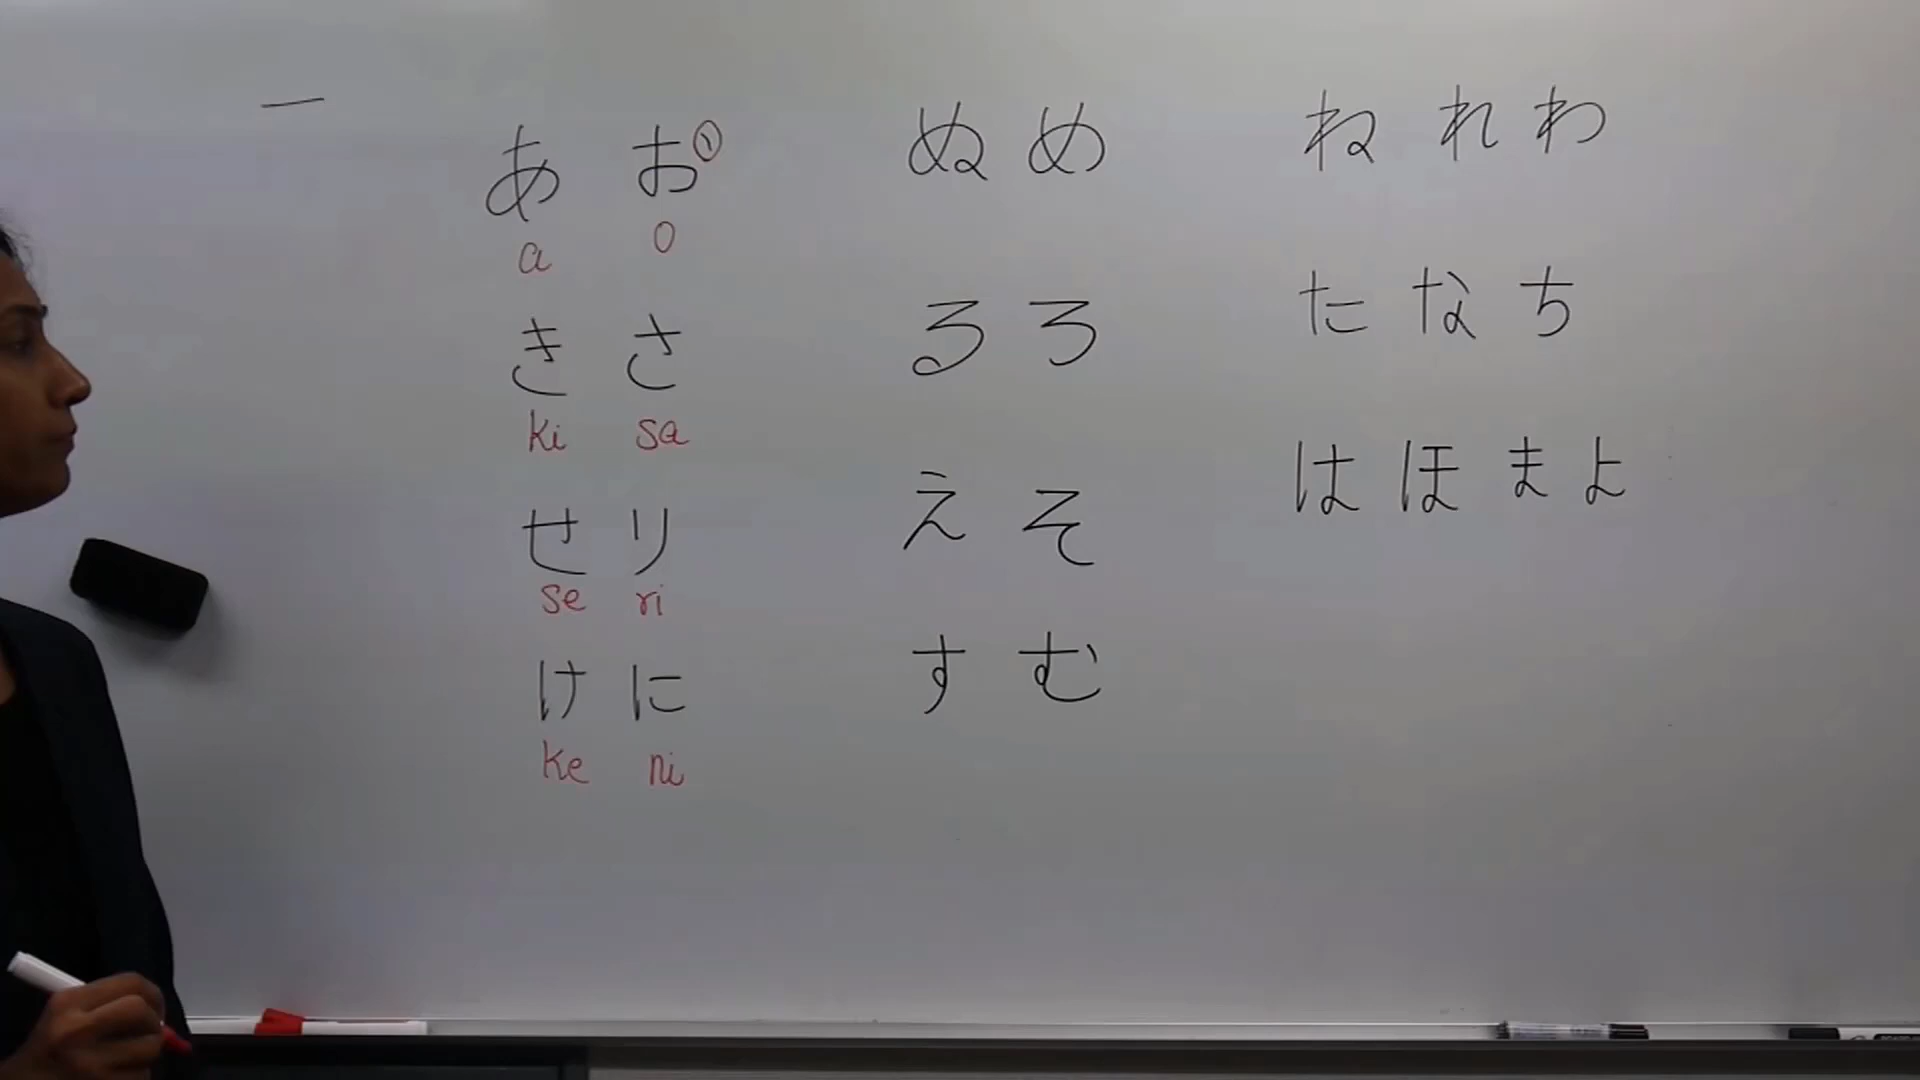 一
あ お
a o
き さ
ki sa
せ り
se ri
け に
ke ni
ぬ め
る ろ
え そ
す む
ね れ わ
た な ち
は ほ ま よ